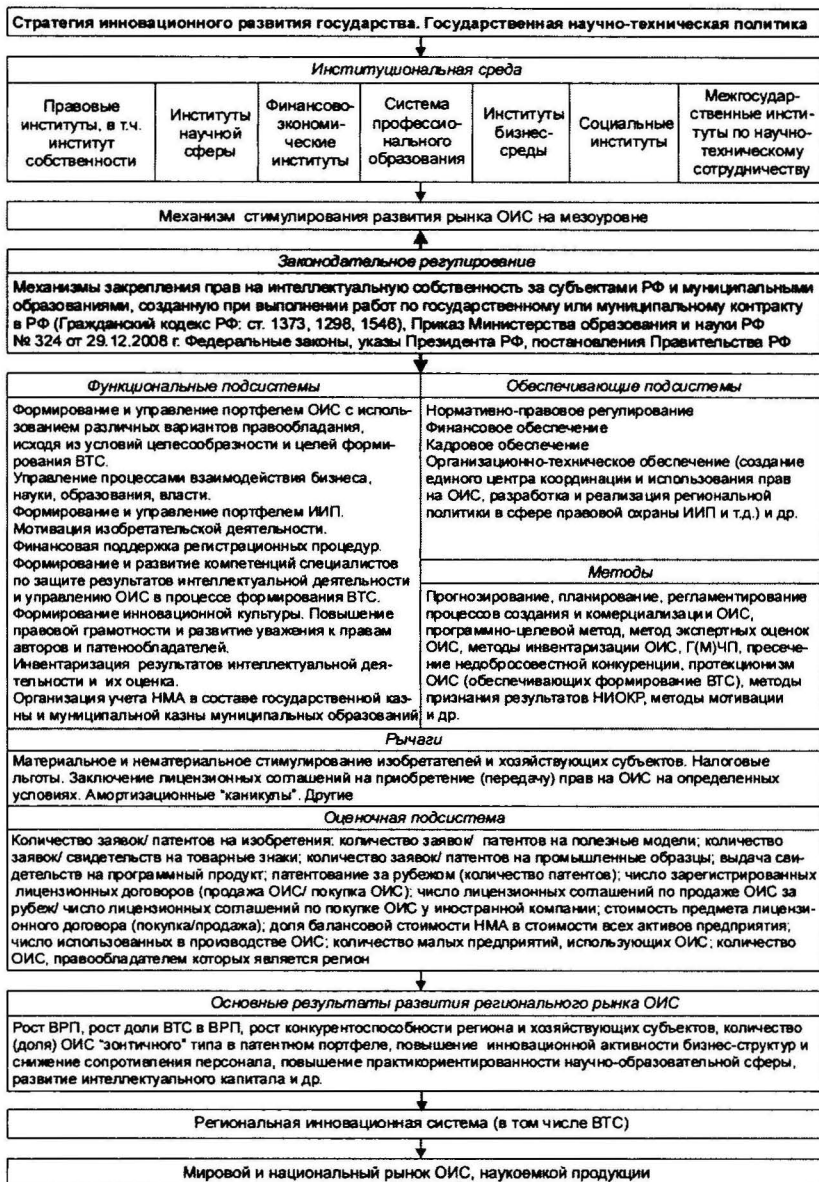 Стратегия инновационного развития государства. Государственная научно-техническая политика
Институциональная среда
Правовые
институты, в т.ч.
институт
собственности
Институты
научной
сферы
Финансово-
экономи-
ческие
институты
Система
профессио-
нального
образования
Институты
бизнес-
среды
Социальные
институты
Межгосудар-
ственные инсти-
туты по научно-
техническому
сотрудничеству
Механизм стимулирования развития рынка ОИС на мезоуровне
Законодательное регулирование
Механизмы закрепления прав на интеллектуальную собственность за субъектами РФ и муниципальными
образованиями, созданную при выполнении работ по государственному или муниципальному контракту
в РФ (Гражданский кодекс РФ: ст. 1373, 1298, 1546), Приказ Министерства образования и науки РФ
№ 324 от 29.12.2008 г. Федеральные законы, указы Президента РФ, постановления Правительства РФ
Функциональные подсистемы
Формирование и управление портфелем ОИС с исполь-
зованием различных вариантов правообладания,
исходя из условий целесообразности и целей форми-
рования ВТС.
Управление процессами взаимодействия бизнеса,
науки, образования, власти.
Формирование и управление портфелем ИИП.
Мотивация изобретательской деятельности.
Финансовая поддержка регистрационных процедур.
Формирование и развитие компетенций специалистов
по защите результатов интеллектуальной деятельности
и управлению ОИС в процессе формирования ВТС.
Формирование инновационной культуры. Повышение
правовой грамотности и развитие уважения к правам
авторов и патенообладателей.
Инвентаризация результатов интеллектуальной дея-
тельности и их оценка.
Организация учета НМА в составе государственной каз-
ны и муниципальной казны муниципальных образований
Обеспечивающие подсистемы
Нормативно-правовое регулирование
Финансовое обеспечение
Кадровое обеспечение
Организационно-техническое обеспечение (создание
единого центра координации и использования прав
на ОИС, разработка и реализация региональной
политики в сфере правовой охраны ИИП и т.д.) и др.
Методы
Прогнозирование, планирование, регламентирование
процессов создания и комерциализации ОИС,
программно-целевой метод, метод экспертных оценок
ОИС, методы инвентаризации ОИС, Г(М)ЧП, пресече-
ние недобросовестной конкуренции, протекционизм
ОИС (обеспечивающих формирование ВТС), методы
признания результатов НИОКР, методы мотивации
и др.
Рычаги
Материальное и нематериальное стимулирование изобретателей и хозяйствующих субъектов. Налоговые
льготы. Заключение лицензионных соглашений на приобретение (передачу) прав на ОИС на определенных
условиях. Амортизационные "каникулы". Другие
Оценочная подсистема
Количество заявок/ патентов на изобретения: количество заявок/ патентов на полезные модели; количество
заявок/ свидетельств на товарные знаки; количество заявок/ патентов на промышленные образцы; выдача сви-
детельств на программный продукт; патентование за рубежом (количество патентов); число зарегистрированных
лицензионных договоров (продажа ОИС/ покупка ОИС); число лицензионных соглашений по продаже ОИС за
рубеж/ число лицензионных соглашений по покупке ОИС у иностранной компании; стоимость предмета лицензи-
онного договора (покупка/продажа); доля балансовой стоимости НМА в стоимости всех активов предприятия;
число использованных в производстве ОИС; количество малых предприятий, использующих ОИС; количество
ОИС, правообладателем которых является регион
Основные результаты развития регионального рынка ОИС
Рост ВРП, рост доли ВТС в ВРП, рост конкурентоспособности региона и хозяйствующих субъектов, количество
(доля) ОИС "зонтичного" типа в патентном портфеле, повышение инновационной активности бизнес-структур и
снижение сопротивления персонала, повышение практикориентированности научно-образовательной сферы,
развитие интеллектуального капитала и др.
Региональная инновационная система (в том числе ВТС)
Мировой и национальный рынок ОИС, наукоемкой продукции